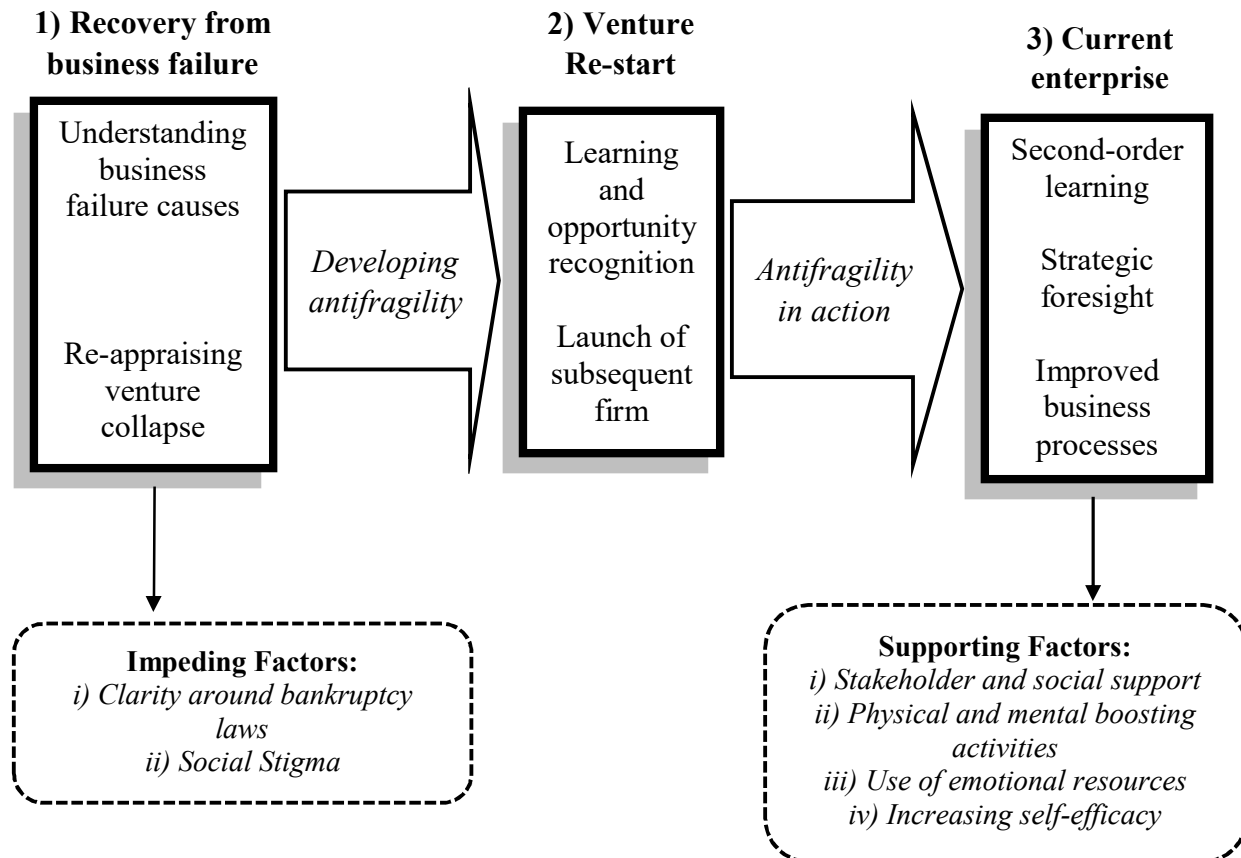 1) Recovery from
business failure
Understanding
business
failure causes
Re-appraising
venture
collapse
Developing
antifragility
2) Venture
Re-start
Learning
and
opportunity
recognition
Launch of
subsequent
firm
Antifragility
in action
3) Current
enterprise
Second-order
learning
Strategic
foresight
Improved
business
processes
Impeding Factors:
i) Clarity around bankruptcy
laws
ii) Social Stigma
Supporting Factors:
i) Stakeholder and social support
ii) Physical and mental boosting
activities
iii) Use of emotional resources
iv) Increasing self-efficacy